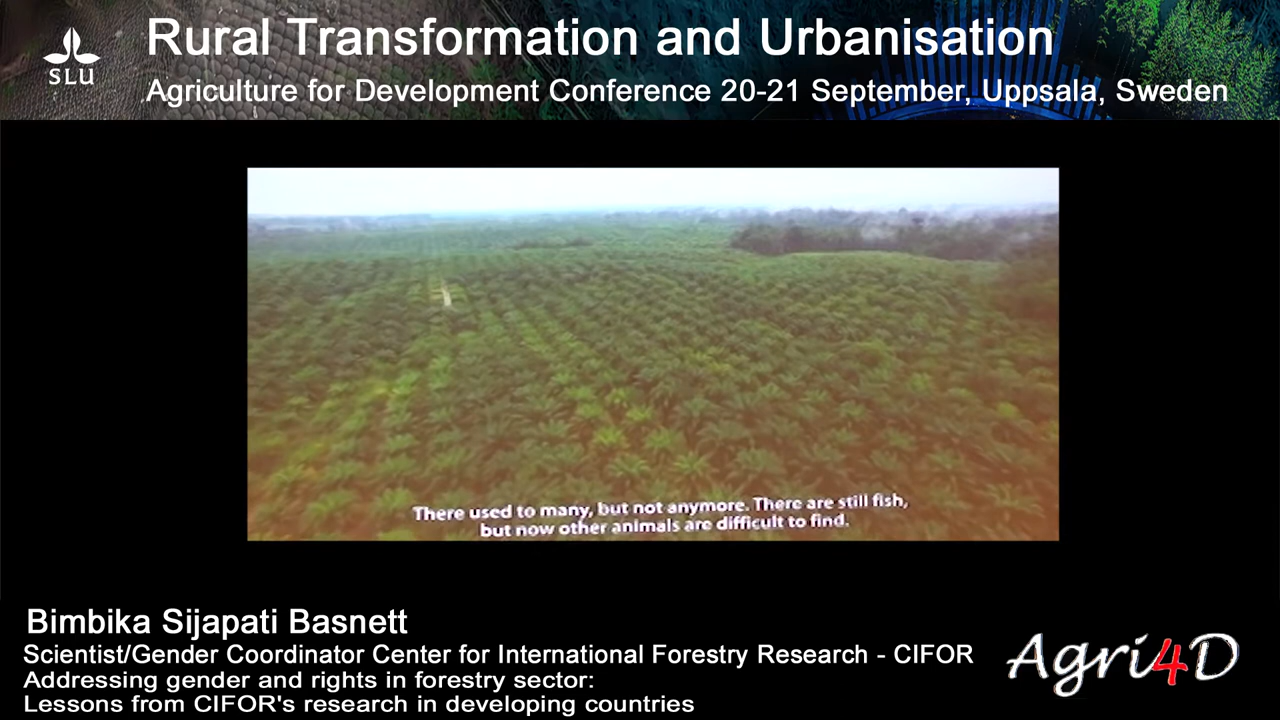 SLU
Rural Transformation and Urbanisation
Agriculture for Development Conference 20-21 September, Uppsala, Sweden
There used to many, but not anymore. There are still fish,
but now other animals are difficult to find.
Bimbika Sijapati Basnett
Scientist/Gender Coordinator Center for International Forestry Research - CIFOR
Addressing gender and rights in forestry sector:
Lessons from CIFOR's research in developing countries
Agri4D